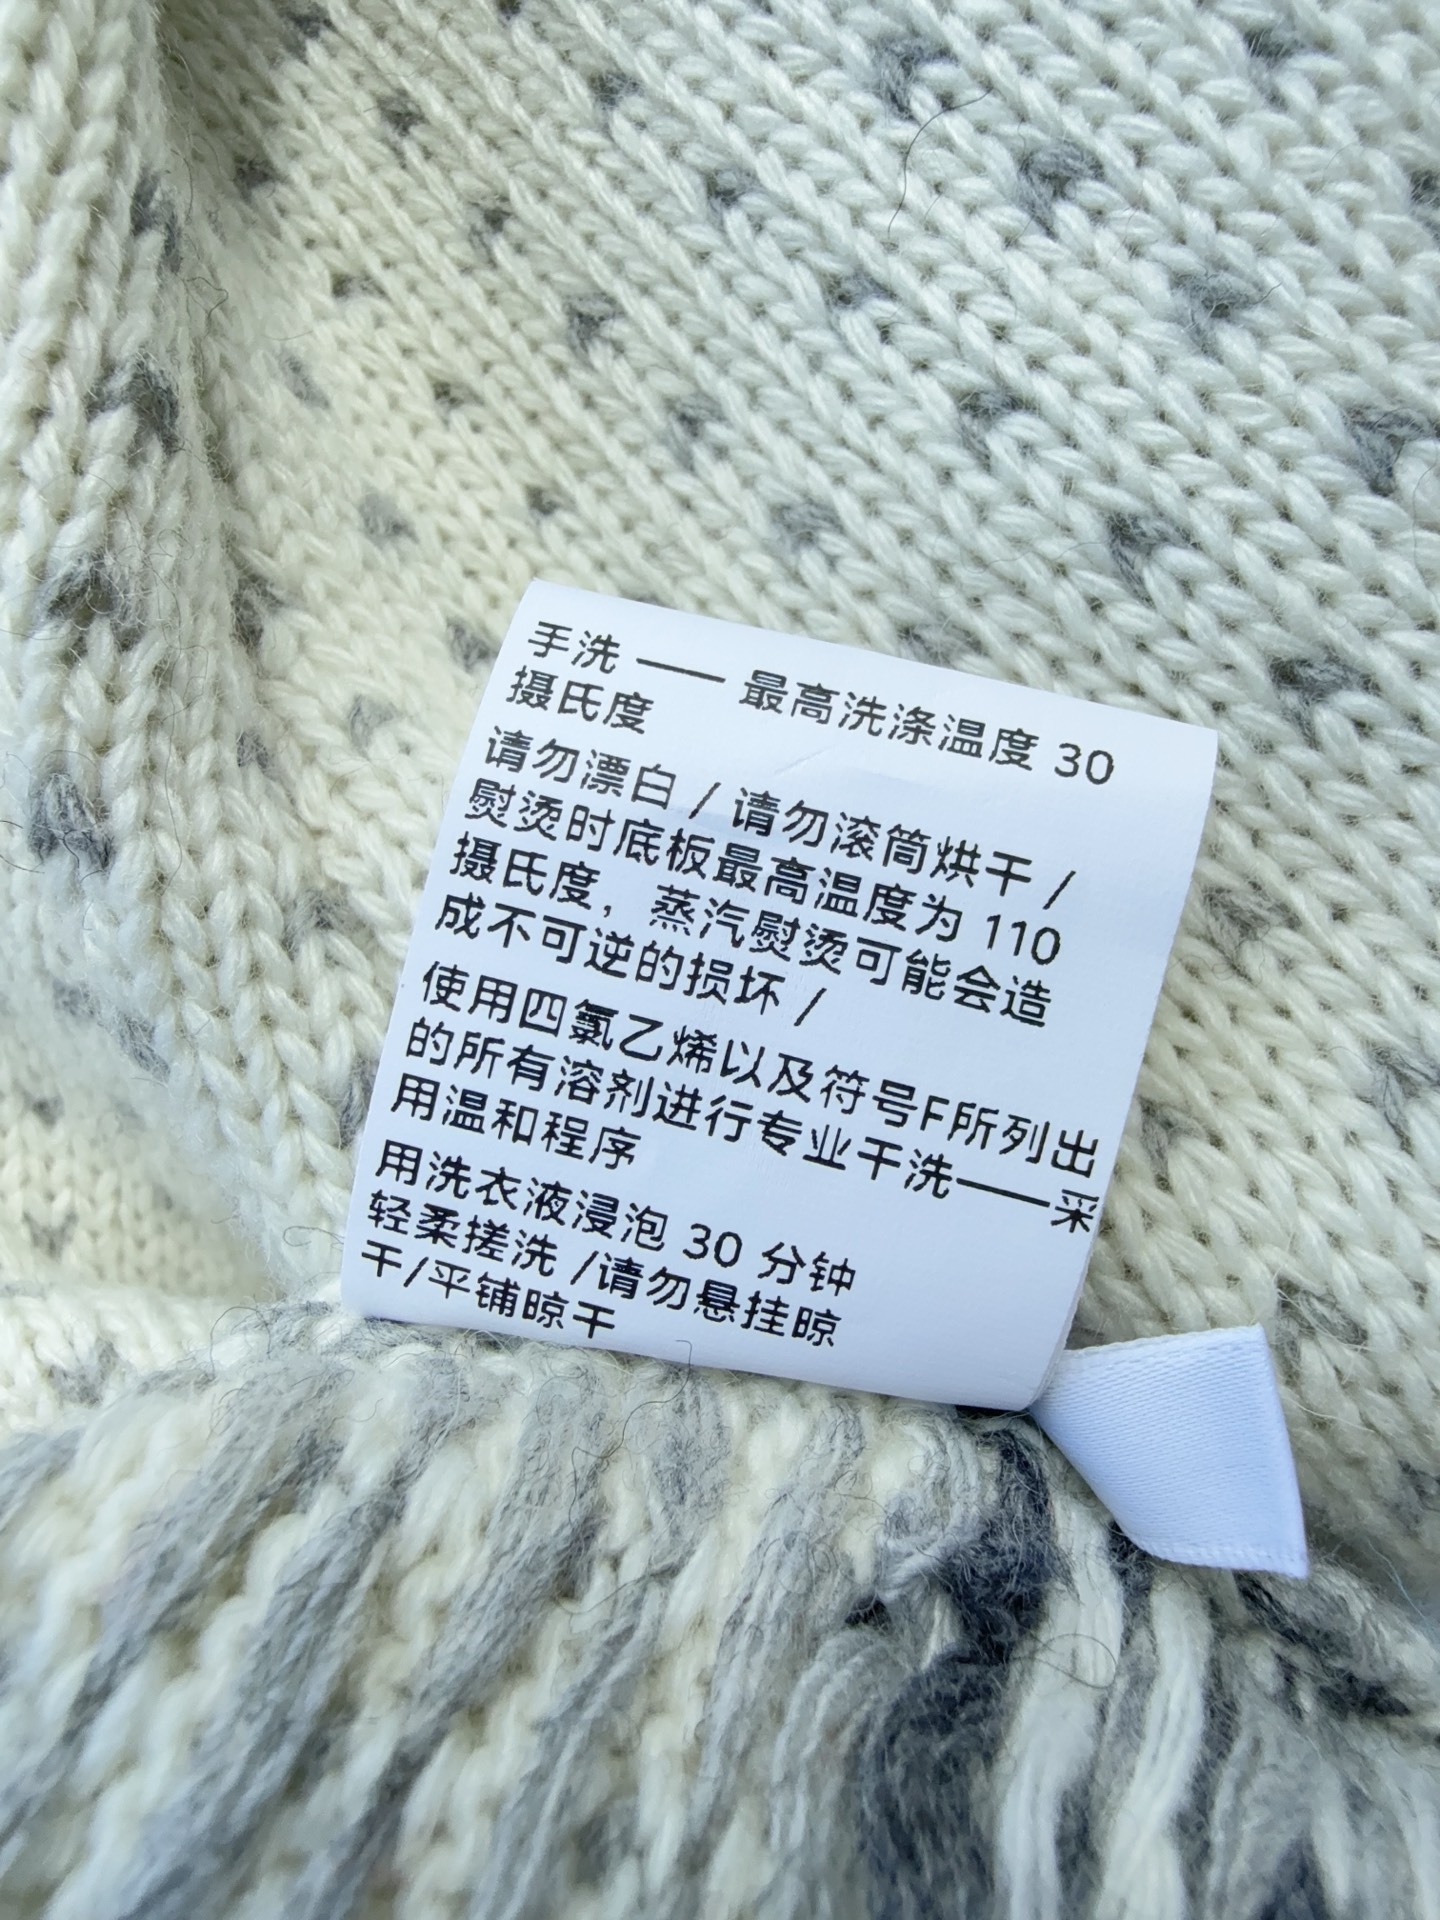 手洗 —— 最高洗涤温度 30
摄氏度
请勿漂白 / 请勿滚筒烘干 /
熨烫时底板最高温度为 110
摄氏度，蒸汽熨烫可能会造
成不可逆的损坏 /
使用四氯乙烯以及符号F所列出
的所有溶剂进行专业干洗——采
用温和程序
用洗衣液浸泡 30 分钟
轻柔搓洗 /请勿悬挂晾
干/平铺晾干